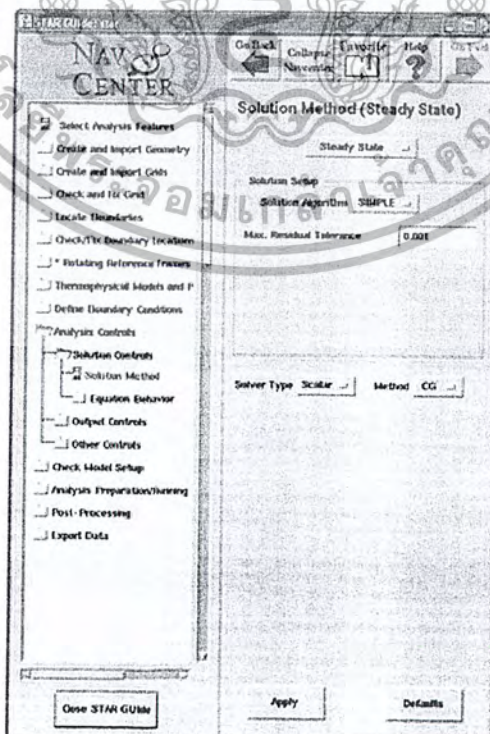 STAR GUIde: star
NAV
CENTER
Go Back
Collapse
Navcenter
Favorite
Help
Select Analysis Features
Create and Import Geometry
Create and Import Grids
Check and Fix Grid
Locate Boundaries
Check/Fix Boundary Locations
* Rotating Reference Frames
Thermophysical Models and P
Define Boundary Conditions
Analysis Controls
Solution Controls
Solution Method
Equation Behavior
Output Controls
Other Controls
Check Model Setup
Analysis Preparation/Running
Post-Processing
Export Data
Close STAR GUIde
Solution Method (Steady State)
Steady State
Solution Setup
Solution Algorithm SIMPLE
Max. Residual Tolerance 0.001
Solver Type Scalar Method CG
Apply
Defaults